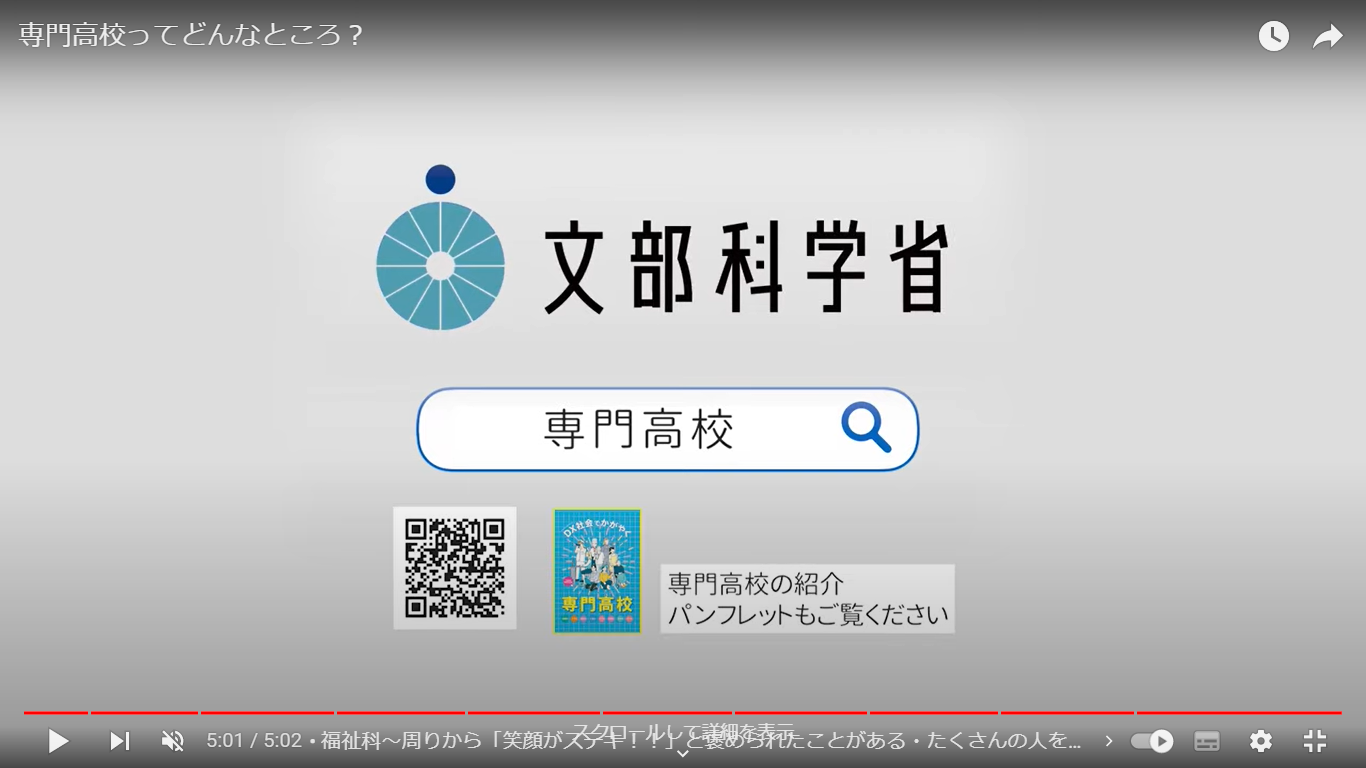 専門高校ってどんなところ？
文部科学省
専門高校
DX社会でかがやく
専門高校
専門高校の紹介
パンフレットもご覧ください
スクロールして詳細を表示
5:01 / 5:02・福祉科～周りから「笑顔がステキ！！」と褒められたことがある・たくさんの人を...